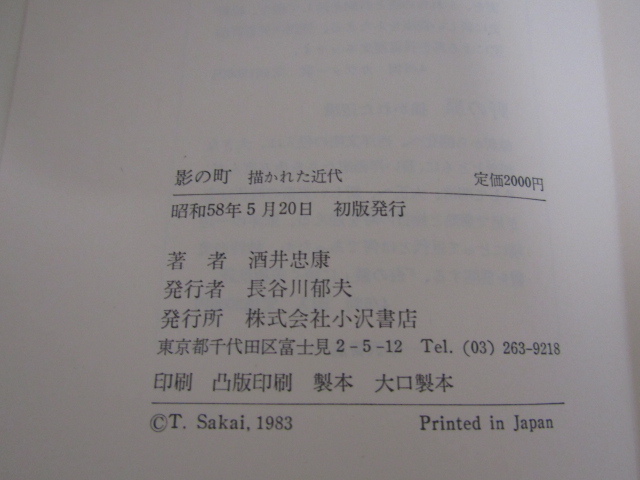 影の町 描かれた近代 定価2000円
昭和58年5月20日 初版発行
著者 酒井忠康
発行者 長谷川郁夫
発行所 株式会社小沢書店
東京都千代田区富士見2-5-12 Tel. (03) 263-9218
印刷 凸版印刷 製本 大口製本
©T. Sakai, 1983 Printed in Japan